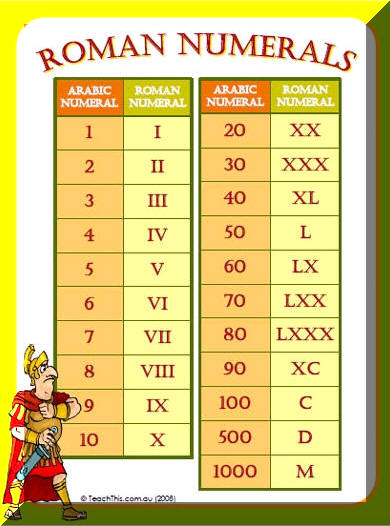 ROMAN NUMERALS
ARABIC NUMERAL ROMAN NUMERAL
1 I
2 II
3 III
4 IV
5 V
6 VI
7 VII
8 VIII
9 IX
10 X
ARABIC NUMERAL ROMAN NUMERAL
20 XX
30 XXX
40 XL
50 L
60 LX
70 LXX
80 LXXX
90 XC
100 C
500 D
1000 M
© TeachThis.com.au (2008)